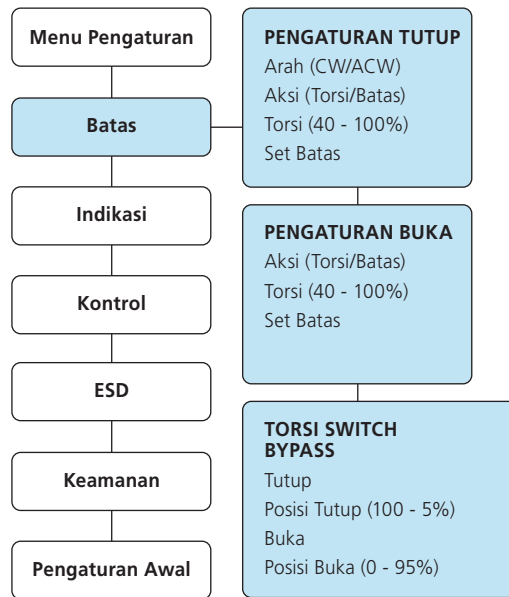 Menu Pengaturan
Batas
Indikasi
Kontrol
ESD
Keamanan
Pengaturan Awal
PENGATURAN TUTUP
Arah (CW/ACW)
Aksi (Torsi/Batas)
Torsi (40 - 100%)
Set Batas
PENGATURAN BUKA
Aksi (Torsi/Batas)
Torsi (40 - 100%)
Set Batas
TORSI SWITCH
BYPASS
Tutup
Posisi Tutup (100 - 5%)
Buka
Posisi Buka (0 - 95%)